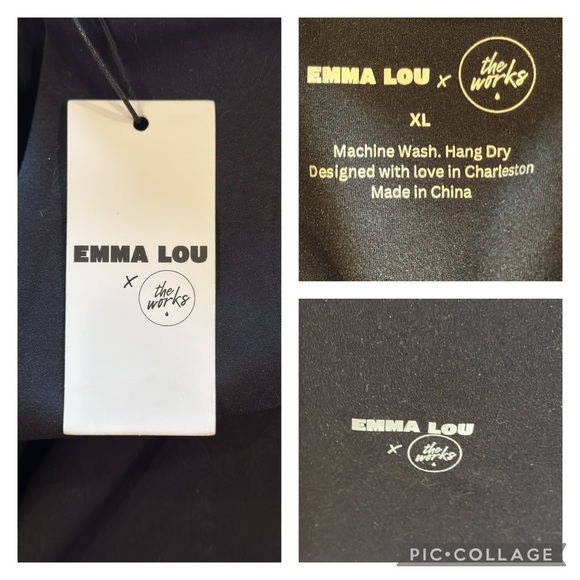 EMMA LOU
x
the
works
EMMA LOU x the
works
XL
Machine Wash. Hang Dry
Designed with love in Charleston
Made in China
EMMA LOU
x the
works
PIC•COLLAGE